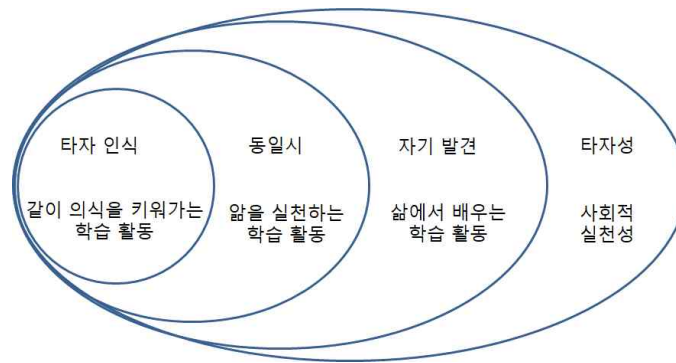 타자 인식
동일시
자기 발견
타자성
같이 의식을 키워가는
학습 활동
앎을 실천하는
학습 활동
삶에서 배우는
학습 활동
사회적
실천성